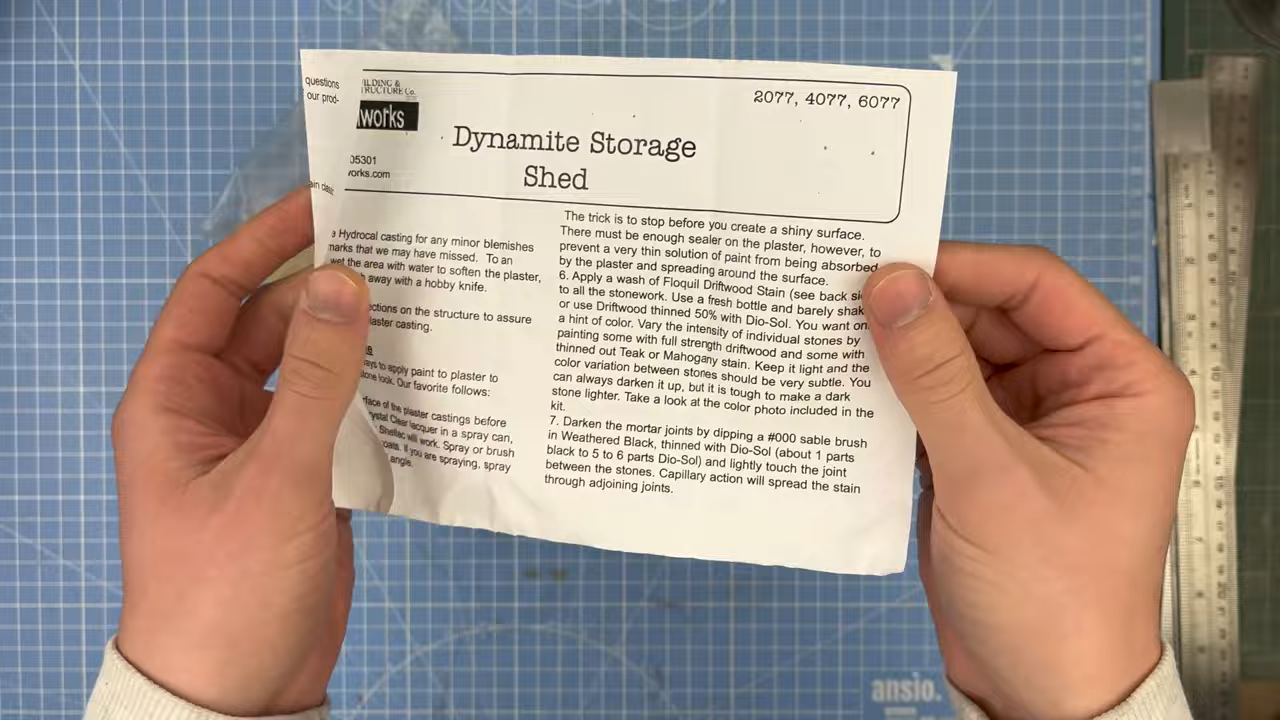 questions
our prod-
ILDING &
RUCTURE Co.
works
05301
orks.com
2077, 4077, 6077
Dynamite Storage
Shed
Hydrocal casting for any minor blemishes
marks that we may have missed. To an
wet the area with water to soften the plaster,
away with a hobby knife.
ections on the structure to assure
laster casting.
ays to apply paint to plaster to
stone look. Our favorite follows:
face of the plaster castings before
rystal Clear lacquer in a spray can,
Shellac will work. Spray or brush
coats. If you are spraying, spray
angle.
The trick is to stop before you create a shiny surface.
There must be enough sealer on the plaster, however, to
prevent a very thin solution of paint from being absorbed
by the plaster and spreading around the surface.
6. Apply a wash of Floquil Driftwood Stain (see back si
to all the stonework. Use a fresh bottle and barely shak
or use Driftwood thinned 50% with Dio-Sol. You want on
a hint of color. Vary the intensity of individual stones by
painting some with full strength driftwood and some with
thinned out Teak or Mahogany stain. Keep it light and the
color variation between stones should be very subtle. You
can always darken it up, but it is tough to make a dark
stone lighter. Take a look at the color photo included in the
kit.
7. Darken the mortar joints by dipping a #000 sable brush
in Weathered Black, thinned with Dio-Sol (about 1 parts
black to 5 to 6 parts Dio-Sol) and lightly touch the joint
between the stones. Capillary action will spread the stain
through adjoining joints.
ansio.